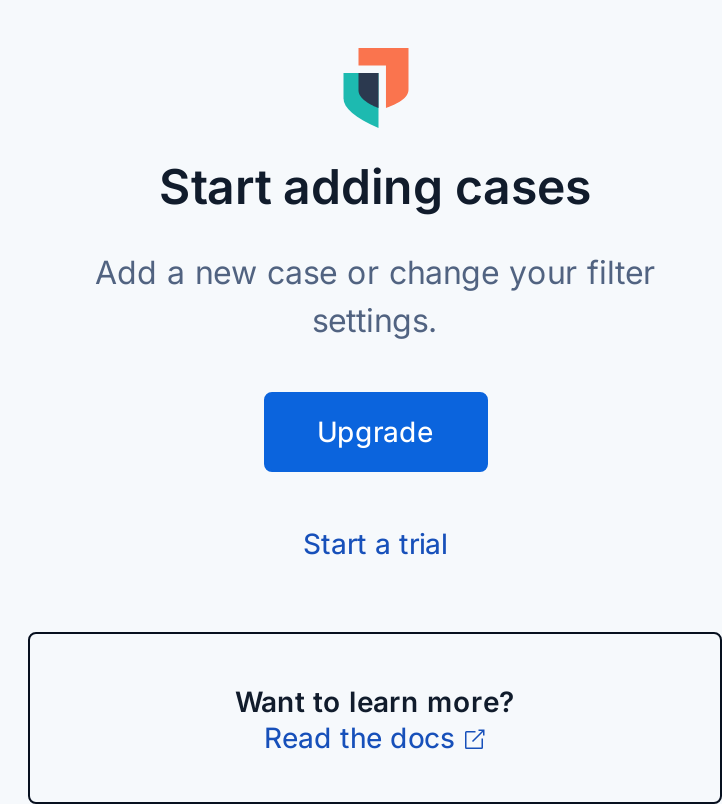 Start adding cases
Add a new case or change your filter
settings.
Upgrade
Start a trial
Want to learn more?
Read the docs